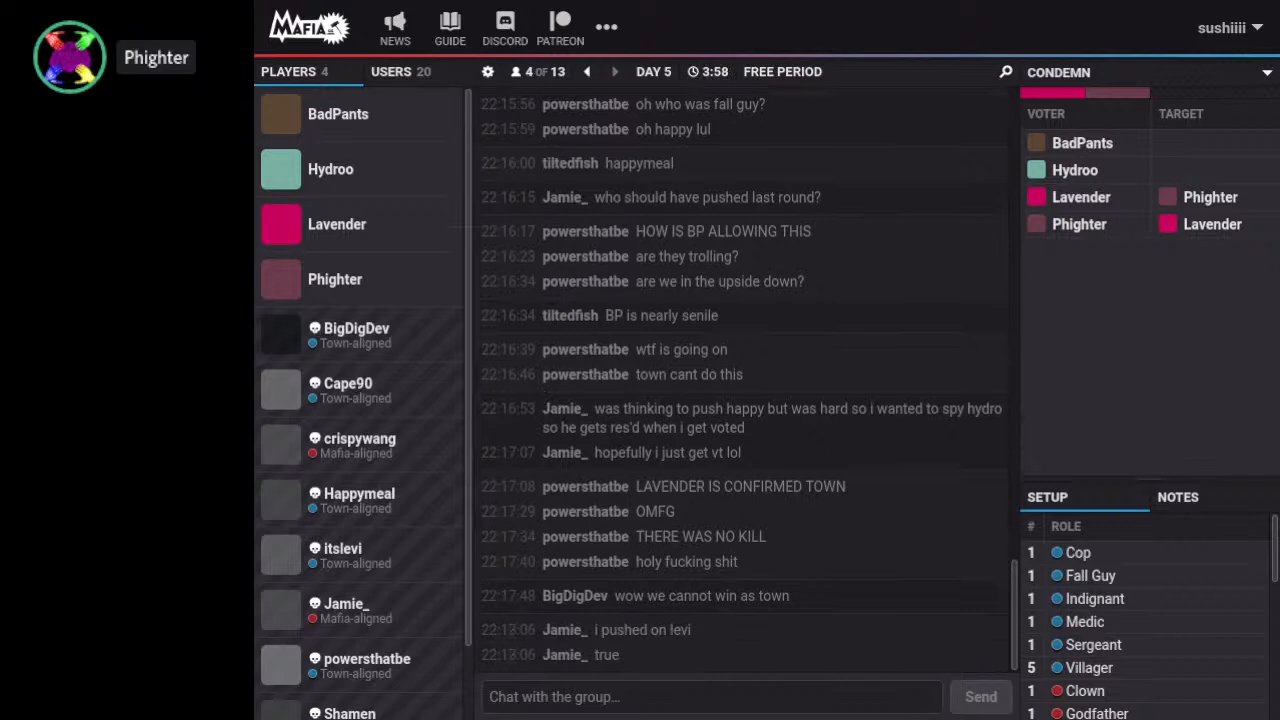 Phighter
MAFIA
NEWS
GUIDE
DISCORD
PATREON
sushiiii
PLAYERS 4
USERS 20
4 OF 13
DAY 5
3:58
FREE PERIOD
CONDEMN
BadPants
Hydroo
Lavender
Phighter
BigDigDev
Town-aligned
Cape90
Town-aligned
crispywang
Mafia-aligned
Happymeal
Town-aligned
itslevi
Town-aligned
Jamie_
Mafia-aligned
powersthatbe
Town-aligned
Shamen
22:15:56 powersthatbe oh who was fall guy?
22:15:59 powersthatbe oh happy lul
22:16:00 tiltedfish happymeal
22:16:15 Jamie_ who should have pushed last round?
22:16:17 powersthatbe HOW IS BP ALLOWING THIS
22:16:23 powersthatbe are they trolling?
22:16:34 powersthatbe are we in the upside down?
22:16:34 tiltedfish BP is nearly senile
22:16:39 powersthatbe wtf is going on
22:16:46 powersthatbe town cant do this
22:16:53 Jamie_ was thinking to push happy but was hard so i wanted to spy hydro
so he gets res'd when i get voted
22:17:07 Jamie_ hopefully i just get vt lol
22:17:08 powersthatbe LAVENDER IS CONFIRMED TOWN
22:17:29 powersthatbe OMFG
22:17:34 powersthatbe THERE WAS NO KILL
22:17:40 powersthatbe holy fucking shit
22:17:48 BigDigDev wow we cannot win as town
Jamie_ i pushed on levi
Jamie_ true
Chat with the group...
Send
VOTER TARGET
BadPants
Hydroo
Lavender Phighter
Phighter Lavender
SETUP
NOTES
# ROLE
1 Cop
1 Fall Guy
1 Indignant
1 Medic
1 Sergeant
5 Villager
1 Clown
1 Godfather